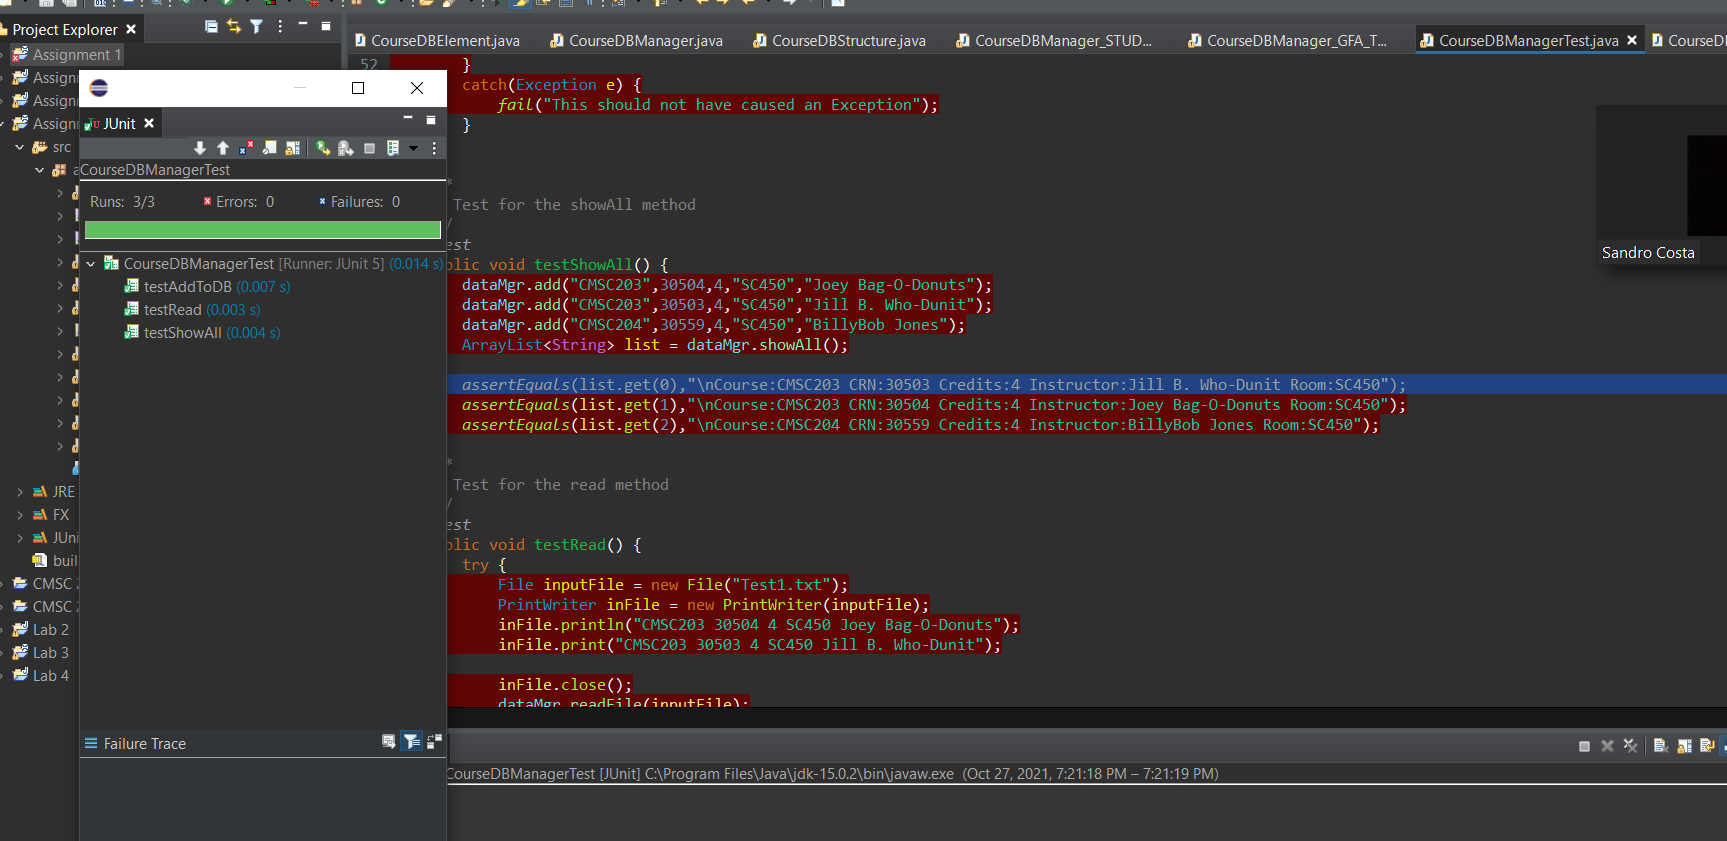 Project Explorer
CourseDBElement.java
CourseDBManager.java
CourseDBStructure.java
CourseDBManager_STUD...
CourseDBManager_GFA_T...
CourseDBManagerTest.java
CourseD
Assignment 1
Assignn
Assignn
Assignn
src
JRE
FX
JUni
buil
CMSC 2
CMSC 2
Lab 2
Lab 3
Lab 4
JUnit
CourseDBManagerTest
Runs: 3/3
Errors: 0
Failures: 0
CourseDBManagerTest [Runner: JUnit 5] (0.014 s)
testAddToDB (0.007 s)
testRead (0.003 s)
testShowAll (0.004 s)
Failure Trace
52 }
catch(Exception e) {
fail("This should not have caused an Exception");
}
*
Test for the showAll method
/
est
blic void testShowAll() {
dataMgr.add("CMSC203",30504,4,"SC450","Joey Bag-O-Donuts");
dataMgr.add("CMSC203",30503,4,"SC450","Jill B. Who-Dunit");
dataMgr.add("CMSC204",30559,4,"SC450","BillyBob Jones");
ArrayList<String> list = dataMgr.showAll();
assertEquals(list.get(0),"\nCourse:CMSC203 CRN:30503 Credits:4 Instructor:Jill B. Who-Dunit Room:SC450");
assertEquals(list.get(1),"\nCourse:CMSC203 CRN:30504 Credits:4 Instructor:Joey Bag-O-Donuts Room:SC450");
assertEquals(list.get(2),"\nCourse:CMSC204 CRN:30559 Credits:4 Instructor:BillyBob Jones Room:SC450");
*
Test for the read method
/
est
blic void testRead() {
try {
File inputFile = new File("Test1.txt");
PrintWriter inFile = new PrintWriter(inputFile);
inFile.println("CMSC203 30504 4 SC450 Joey Bag-O-Donuts");
inFile.print("CMSC203 30503 4 SC450 Jill B. Who-Dunit");
inFile.close();
dataMgr.readFile(inputFile);
Sandro Costa
CourseDBManagerTest [JUnit] C:\Program Files\Java\jdk-15.0.2\bin\javaw.exe (Oct 27, 2021, 7:21:18 PM – 7:21:19 PM)